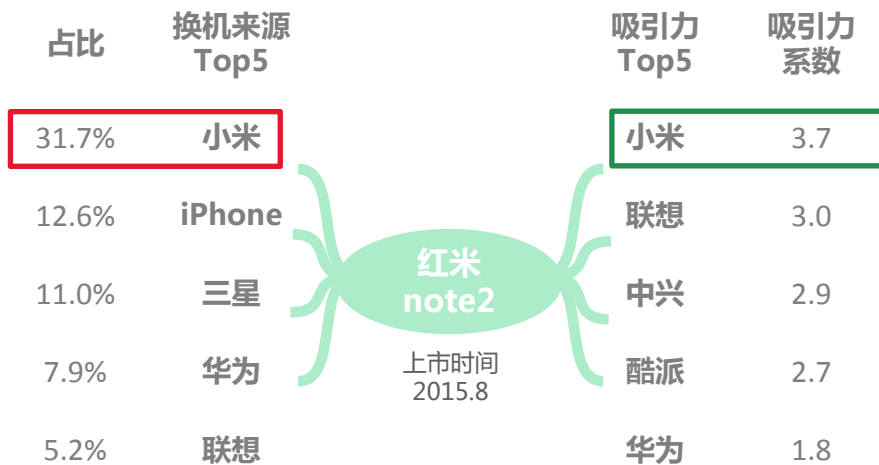 占比 换机来源 Top5 吸引力 Top5 吸引力 系数
31.7% 小米 小米 3.7
12.6% iPhone 联想 3.0
红米
note2
11.0% 三星 中兴 2.9
上市时间
2015.8
7.9% 华为 酷派 2.7
5.2% 联想 华为 1.8